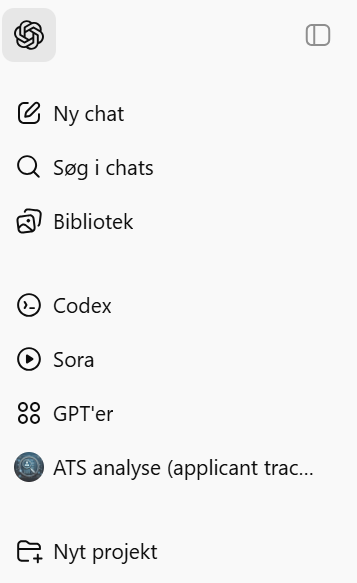 Ny chat
Søg i chats
Bibliotek
Codex
Sora
GPT'er
ATS analyse (applicant trac...
Nyt projekt